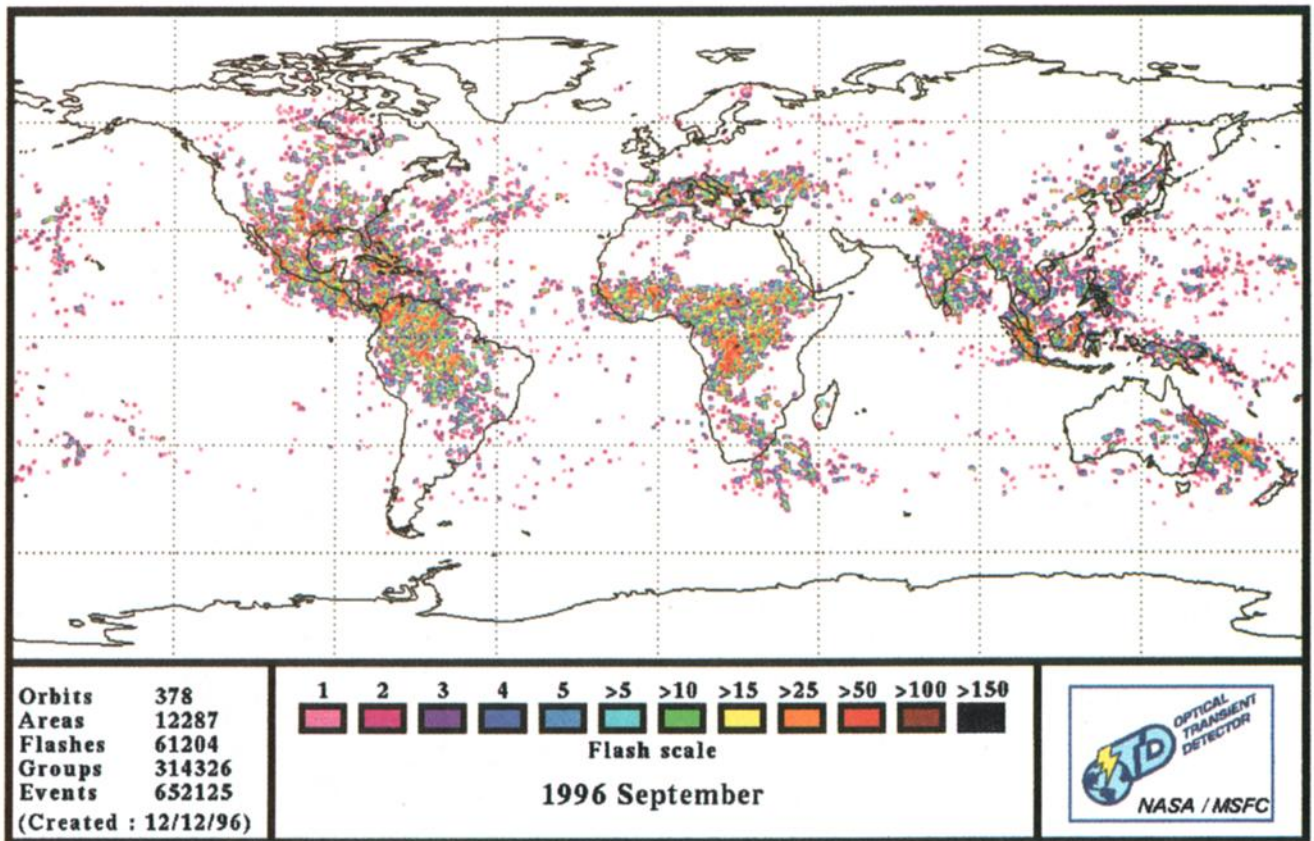 Orbits 378
Areas 12287
Flashes 61204
Groups 314326
Events 652125
(Created : 12/12/96)
1 2 3 4 5 >5 >10 >15 >25 >50 >100 >150
Flash scale
1996 September
OTD
OPTICAL
TRANSIENT
DETECTOR
NASA / MSFC